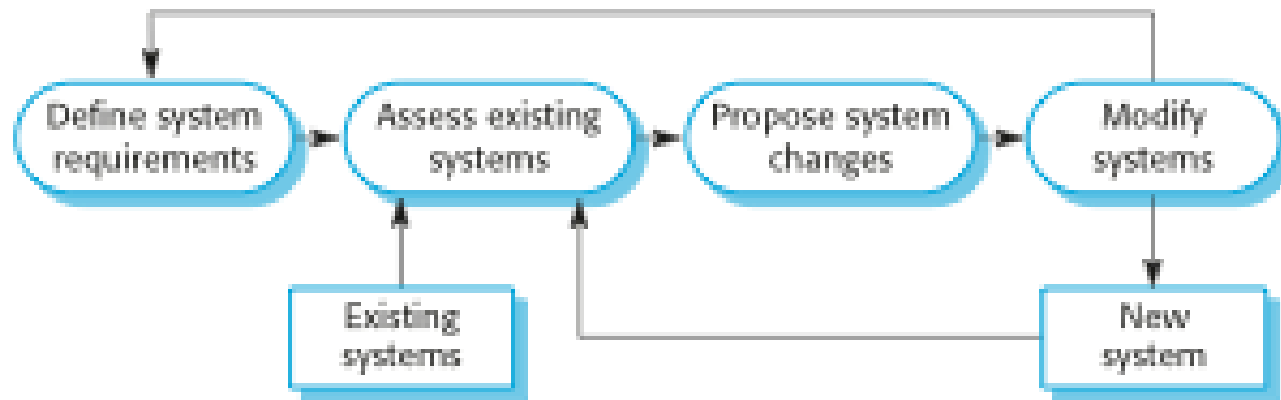 Define system
requirements
Assess existing
systems
Propose system
changes
Modify
systems
Existing
systems
New
system